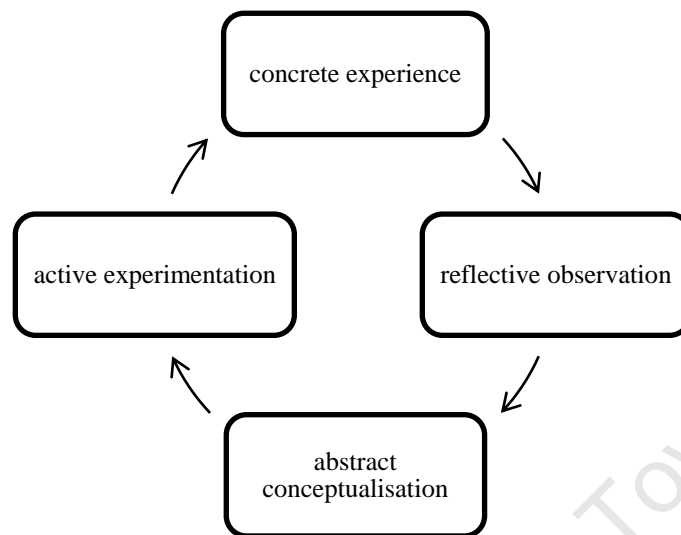 concrete experience
active experimentation
reflective observation
abstract
conceptualisation